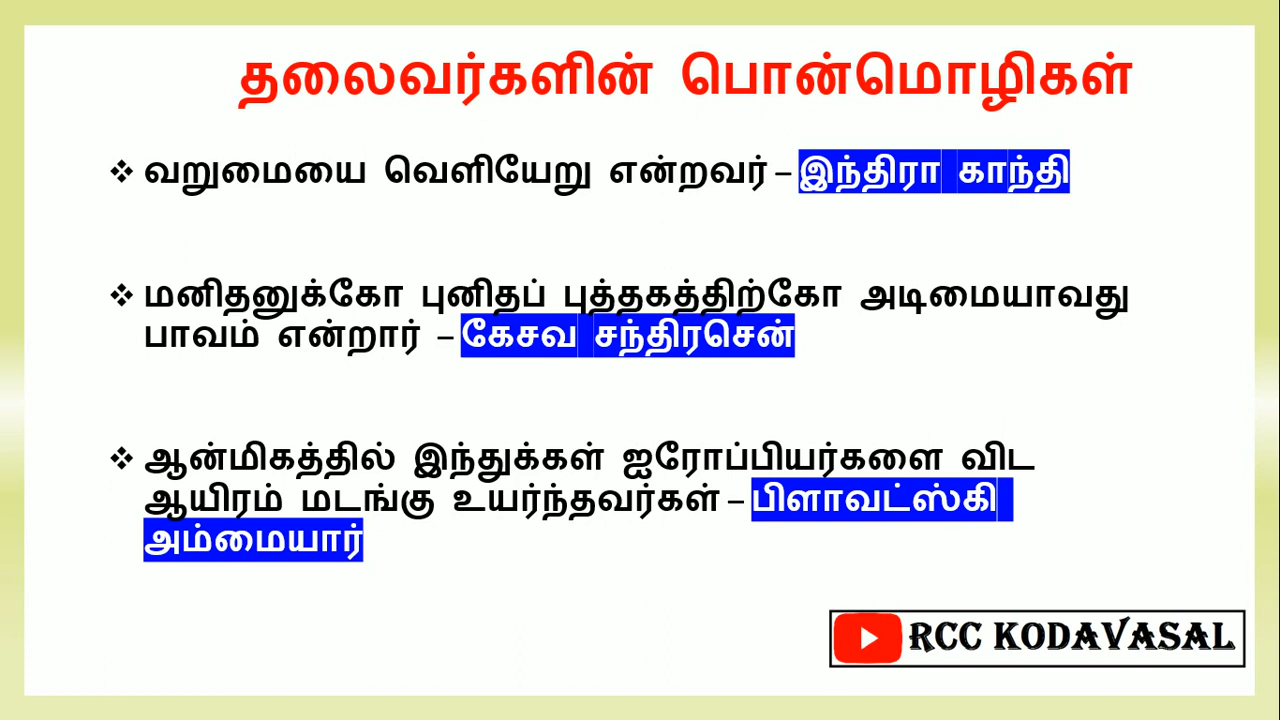 தலைவர்களின் பொன்மொழிகள்
❖ வறுமையை வெளியேறு என்றவர் – இந்திரா காந்தி
❖ மனிதனுக்கோ புனிதப் புத்தகத்திற்கோ அடிமையாவது
பாவம் என்றார் – கேசவ சந்திரசென்
❖ ஆன்மிகத்தில் இந்துக்கள் ஐரோப்பியர்களை விட
ஆயிரம் மடங்கு உயர்ந்தவர்கள் – பிளாவட்ஸ்கி
அம்மையார்
RCC KODAVASAL